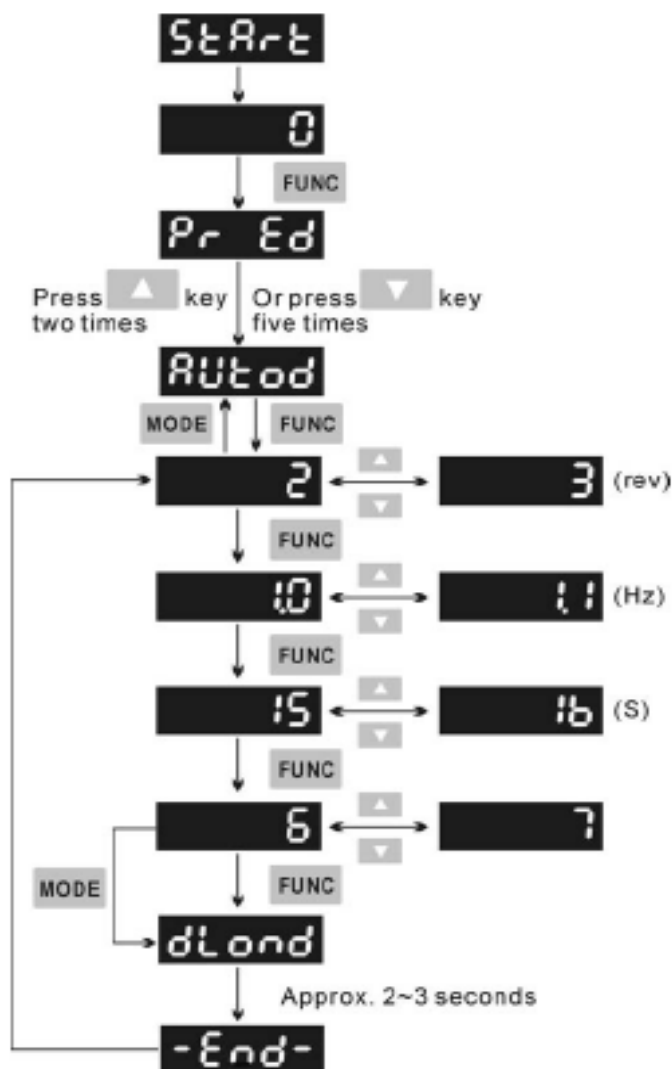 StArt
0
FUNC
Pr Ed
Press ▲ key Or press ▼ key
two times five times
AUtod
MODE FUNC
2 3 (rev)
FUNC
1.0 1.1 (Hz)
FUNC
15 16 (S)
FUNC
6 7
MODE FUNC
dLond
Approx. 2~3 seconds
-End-